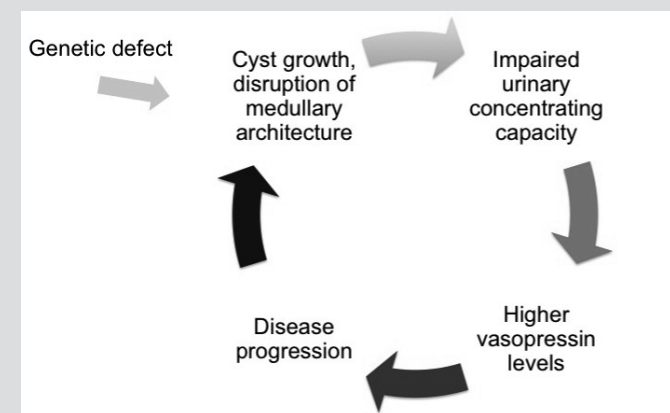 Genetic defect
Cyst growth,
disruption of
medullary
architecture
Impaired
urinary
concentrating
capacity
Higher
vasopressin
levels
Disease
progression